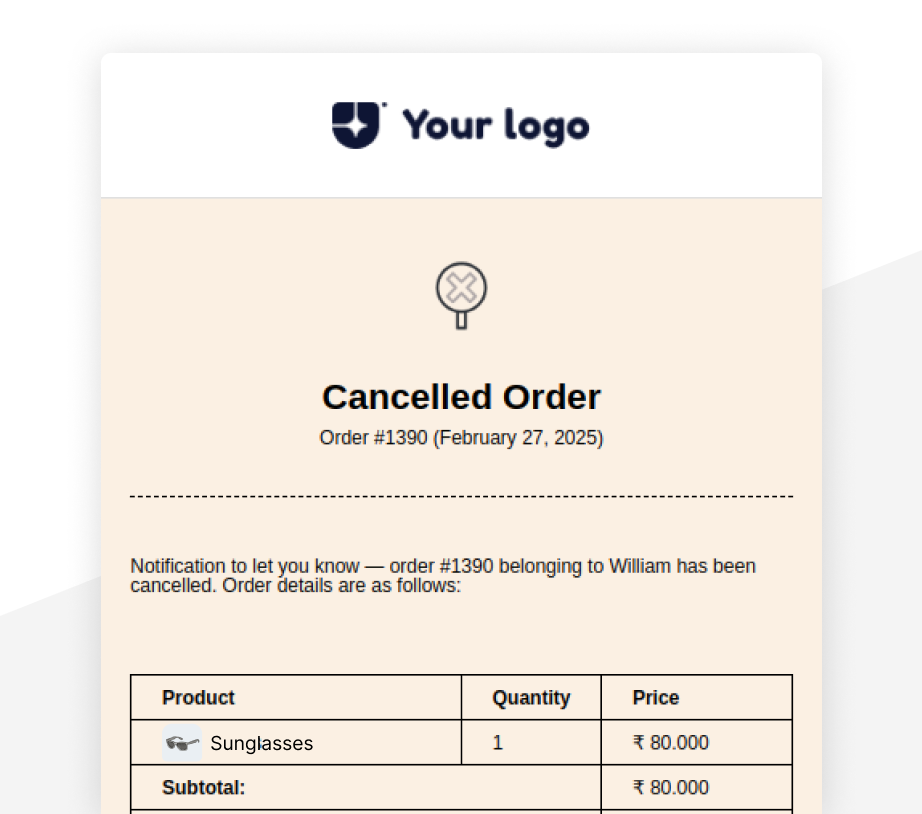 Your logo
Cancelled Order
Order #1390 (February 27, 2025)
Notification to let you know — order #1390 belonging to William has been
cancelled. Order details are as follows:
Product Quantity Price
Sunglasses 1 ₹ 80.000
Subtotal: ₹ 80.000